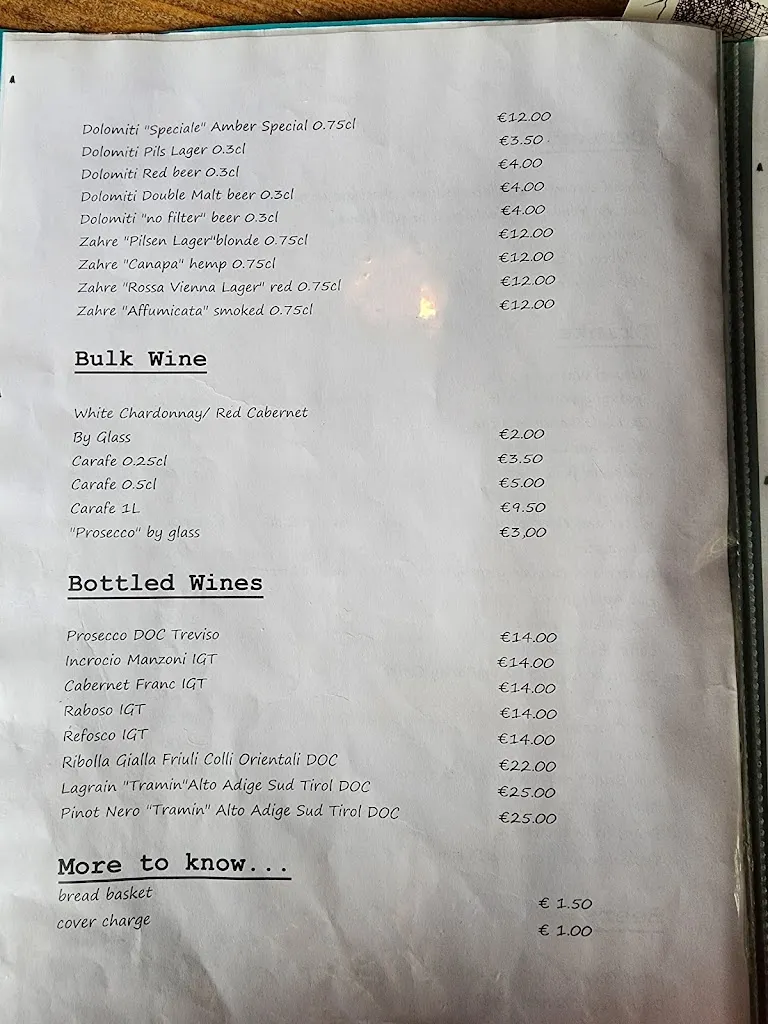 Dolomiti "Speciale" Amber Special 0.75cl €12.00
Dolomiti Pils Lager 0.3cl €3.50
Dolomiti Red beer 0.3cl €4.00
Dolomiti Double Malt beer 0.3cl €4.00
Dolomiti "no filter" beer 0.3cl €4.00
Zahre "Pilsen Lager"blonde 0.75cl €12.00
Zahre "Canapa" hemp 0.75cl €12.00
Zahre "Rossa Vienna Lager" red 0.75cl €12.00
Zahre "Affumicata" smoked 0.75cl €12.00
Bulk Wine
White Chardonnay/ Red Cabernet
By Glass €2.00
Carafe 0.25cl €3.50
Carafe 0.5cl €5.00
Carafe 1L €9.50
"Prosecco" by glass €3,00
Bottled Wines
Prosecco DOC Treviso €14.00
Incrocio Manzoni IGT €14.00
Cabernet Franc IGT €14.00
Raboso IGT €14.00
Refosco IGT €14.00
Ribolla Gialla Friuli Colli Orientali DOC €22.00
Lagrain "Tramin"Alto Adige Sud Tirol DOC €25.00
Pinot Nero "Tramin" Alto Adige Sud Tirol DOC €25.00
More to know...
bread basket € 1.50
cover charge € 1.00